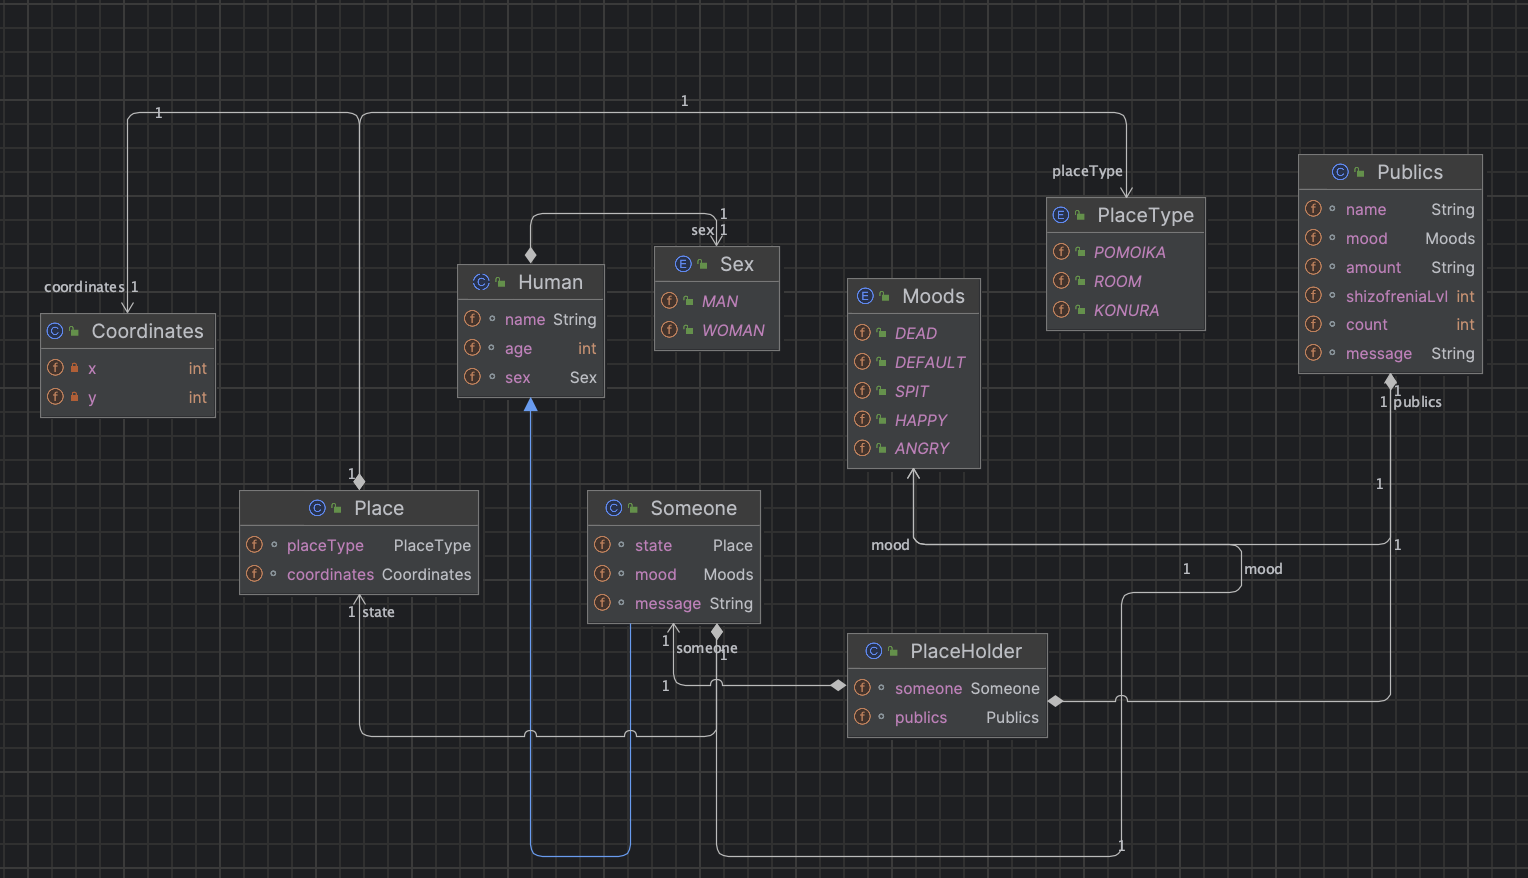 1
1
placeType
coordinates 1
Coordinates
x int
y int
1
sex 1
Human
name String
age int
sex Sex
Sex
MAN
WOMAN
Moods
DEAD
DEFAULT
SPIT
HAPPY
ANGRY
PlaceType
POMOIKA
ROOM
KONURA
Publics
name String
mood Moods
amount String
shizofreniaLvl int
count int
message String
1
1 publics
1
1
Place
placeType PlaceType
coordinates Coordinates
1 state
Someone
state Place
mood Moods
message String
1
someone
1
1
mood
1
mood
1
PlaceHolder
someone Someone
publics Publics
1